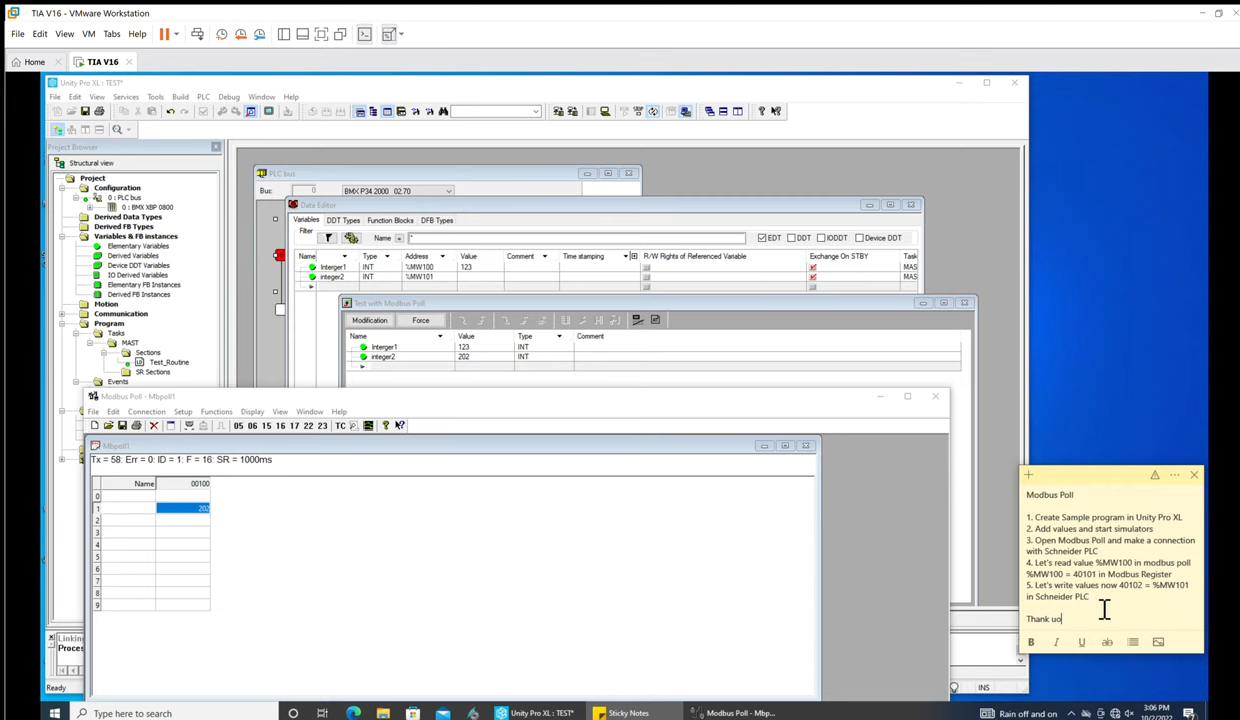 TIA V16 - VMware Workstation
File Edit View VM Tabs Help
Home TIA V16
Unity Pro XL : TEST*
File Edit View Services Tools Build PLC Debug Window Help
Project Browser
Structural view
Project
Configuration
0 : PLC bus
0 : BMX XBP 0800
Derived Data Types
Derived FB Types
Variables & FB instances
Elementary Variables
Derived Variables
Device DDT Variables
IO Derived Variables
Elementary FB Instances
Derived FB Instances
Motion
Communication
Program
Tasks
MAST
Sections
Test_Routine
SR Sections
Events
PLC bus
Bus: 0 BMX P34 2000 02.70
Data Editor
Variables DDT Types Function Blocks DFB Types
Filter
Name = * EDT DDT IODDT Device DDT
Name Type Address Value Comment Time stamping R/W Rights of Referenced Variable Exchange On STBY Task
Interger1 INT %MW100 123 MAS
integer2 INT %MW101 MAS
Test with Modbus Poll
Modification Force
Name Value Type Comment
Interger1 123 INT
integer2 202 INT
Modbus Poll - Mbpoll1
File Edit Connection Setup Functions Display View Window Help
05 06 15 16 17 22 23 TC
Mbpoll1
Tx = 58: Err = 0: ID = 1: F = 16: SR = 1000ms
Name 00100
0
1 202
2
3
4
5
6
7
8
9
Modbus Poll
1. Create Sample program in Unity Pro XL
2. Add values and start simulators
3. Open Modbus Poll and make a connection
with Schneider PLC
4. Let's read value %MW100 in modbus poll
%MW100 = 40101 in Modbus Register
5. Let's write values now 40102 = %MW101
in Schneider PLC
Thank uo
B I U ab
Linking
Proces
Ready
INS
Type here to search
Unity Pro XL : TEST* Sticky Notes Modbus Poll - Mbp...
Rain off and on
3:06 PM
10/2/2022